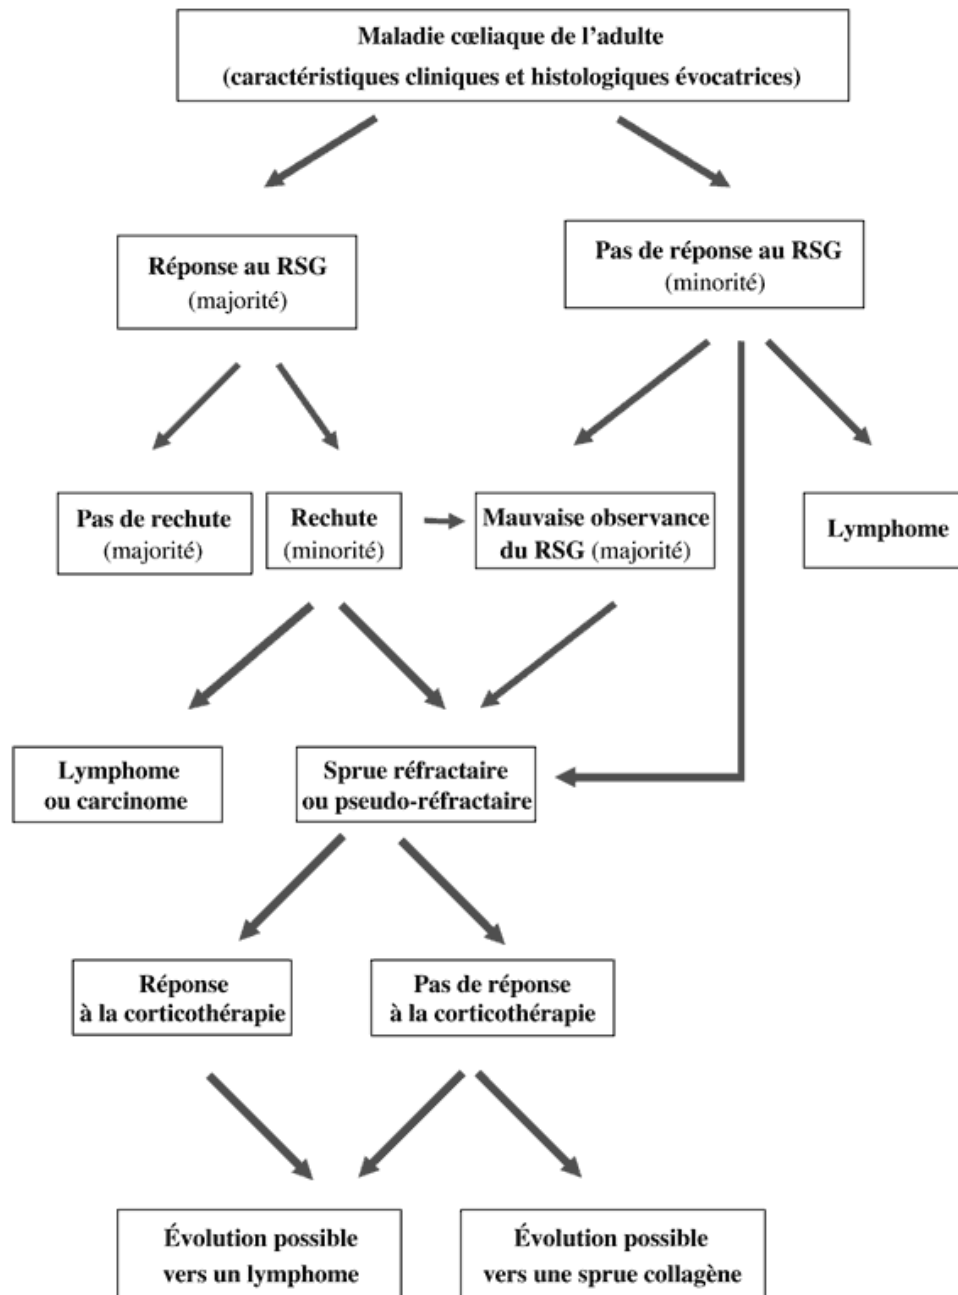 Maladie cœliaque de l’adulte
(caractéristiques cliniques et histologiques évocatrices)
Réponse au RSG
(majorité)
Pas de réponse au RSG
(minorité)
Pas de rechute
(majorité)
Rechute
(minorité)
Mauvaise observance
du RSG (majorité)
Lymphome
Lymphome
ou carcinome
Sprue réfractaire
ou pseudo-réfractaire
Réponse
à la corticothérapie
Pas de réponse
à la corticothérapie
Évolution possible
vers un lymphome
Évolution possible
vers une sprue collagène